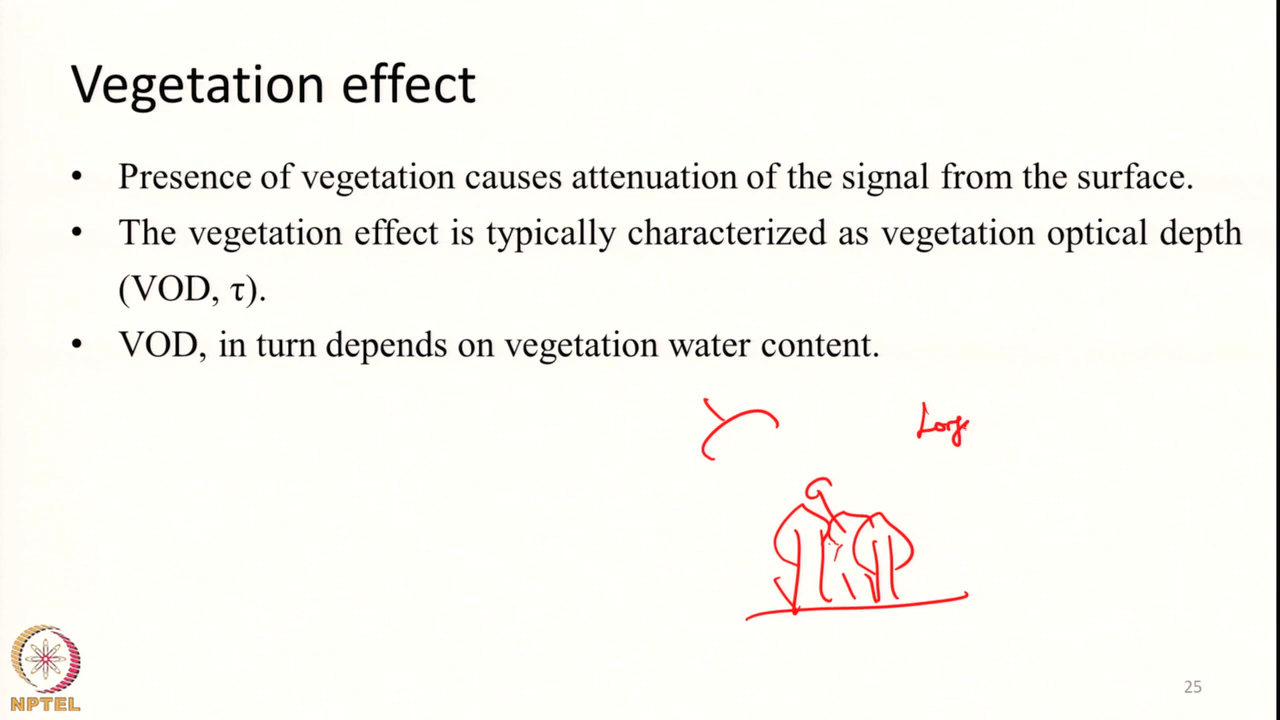 Vegetation effect
• Presence of vegetation causes attenuation of the signal from the surface.
• The vegetation effect is typically characterized as vegetation optical depth
(VOD, τ).
• VOD, in turn depends on vegetation water content.
NPTEL
25